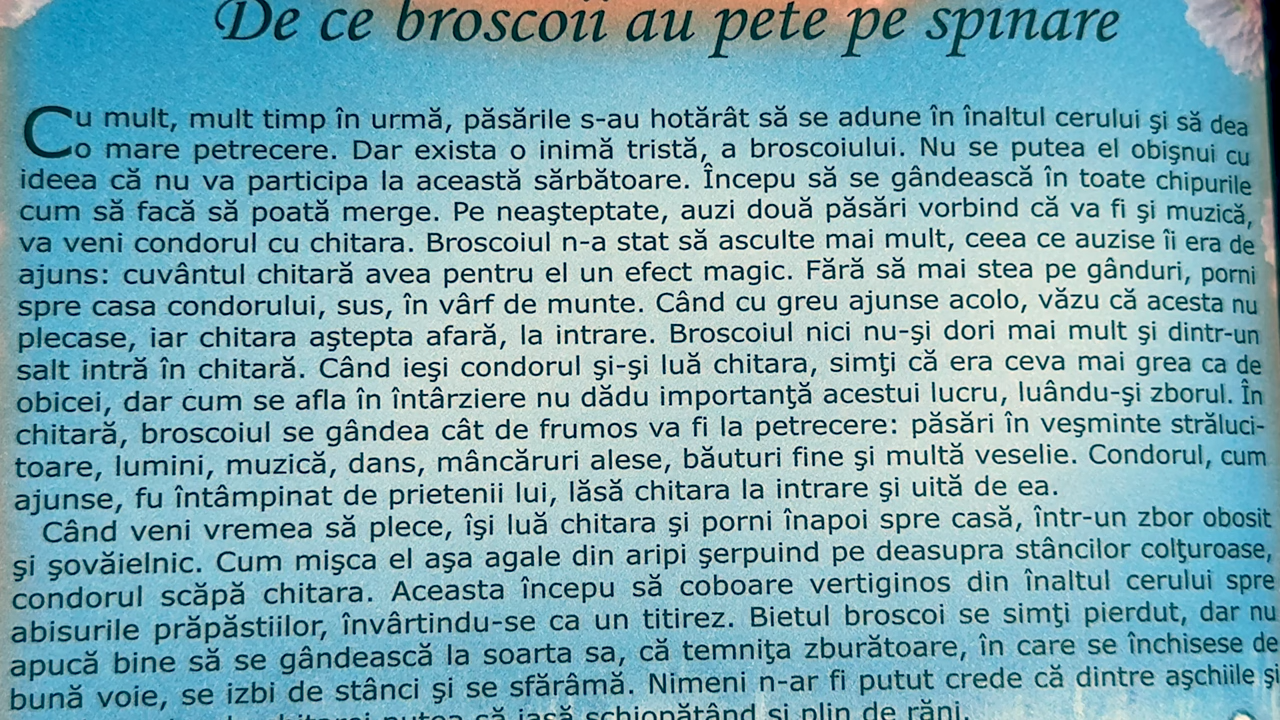 De ce broscoii au pete pe spinare
Cu mult, mult timp în urmă, păsările s-au hotărât să se adune în înaltul cerului şi să dea
o mare petrecere. Dar exista o inimă tristă, a broscoiului. Nu se putea el obişnui cu
ideea că nu va participa la această sărbătoare. Începu să se gândească în toate chipurile
cum să facă să poată merge. Pe neaşteptate, auzi două păsări vorbind că va fi şi muzică,
va veni condorul cu chitara. Broscoiul n-a stat să asculte mai mult, ceea ce auzise îi era de
ajuns: cuvântul chitară avea pentru el un efect magic. Fără să mai stea pe gânduri, porni
spre casa condorului, sus, în vârf de munte. Când cu greu ajunse acolo, văzu că acesta nu
plecase, iar chitara aştepta afară, la intrare. Broscoiul nici nu-şi dori mai mult şi dintr-un
salt intră în chitară. Când ieşi condorul şi-şi luă chitara, simţi că era ceva mai grea ca de
obicei, dar cum se afla în întârziere nu dădu importanţă acestui lucru, luându-şi zborul. În
chitară, broscoiul se gândea cât de frumos va fi la petrecere: păsări în veşminte străluci-
toare, lumini, muzică, dans, mâncăruri alese, băuturi fine şi multă veselie. Condorul, cum
ajunse, fu întâmpinat de prietenii lui, lăsă chitara la intrare şi uită de ea.
Când veni vremea să plece, îşi luă chitara şi porni înapoi spre casă, într-un zbor obosit
şi şovăielnic. Cum mişca el aşa agale din aripi şerpuind pe deasupra stâncilor colţuroase,
condorul scăpă chitara. Aceasta începu să coboare vertiginos din înaltul cerului spre
abisurile prăpăstiilor, învârtindu-se ca un titirez. Bietul broscoi se simţi pierdut, dar nu
apucă bine să se gândească la soarta sa, că temniţa zburătoare, în care se închisese de
bună voie, se izbi de stânci şi se sfărâmă. Nimeni n-ar fi putut crede că dintre aşchiile şi
chitarei putea să iasă şchiopătând şi plin de răni.